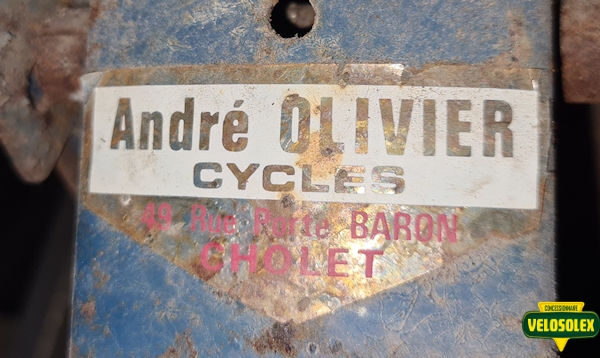 André OLIVIER
CYCLES
49 Rue Porte BARON
CHOLET
CONCESSIONNAIRE
VELOSOLEX